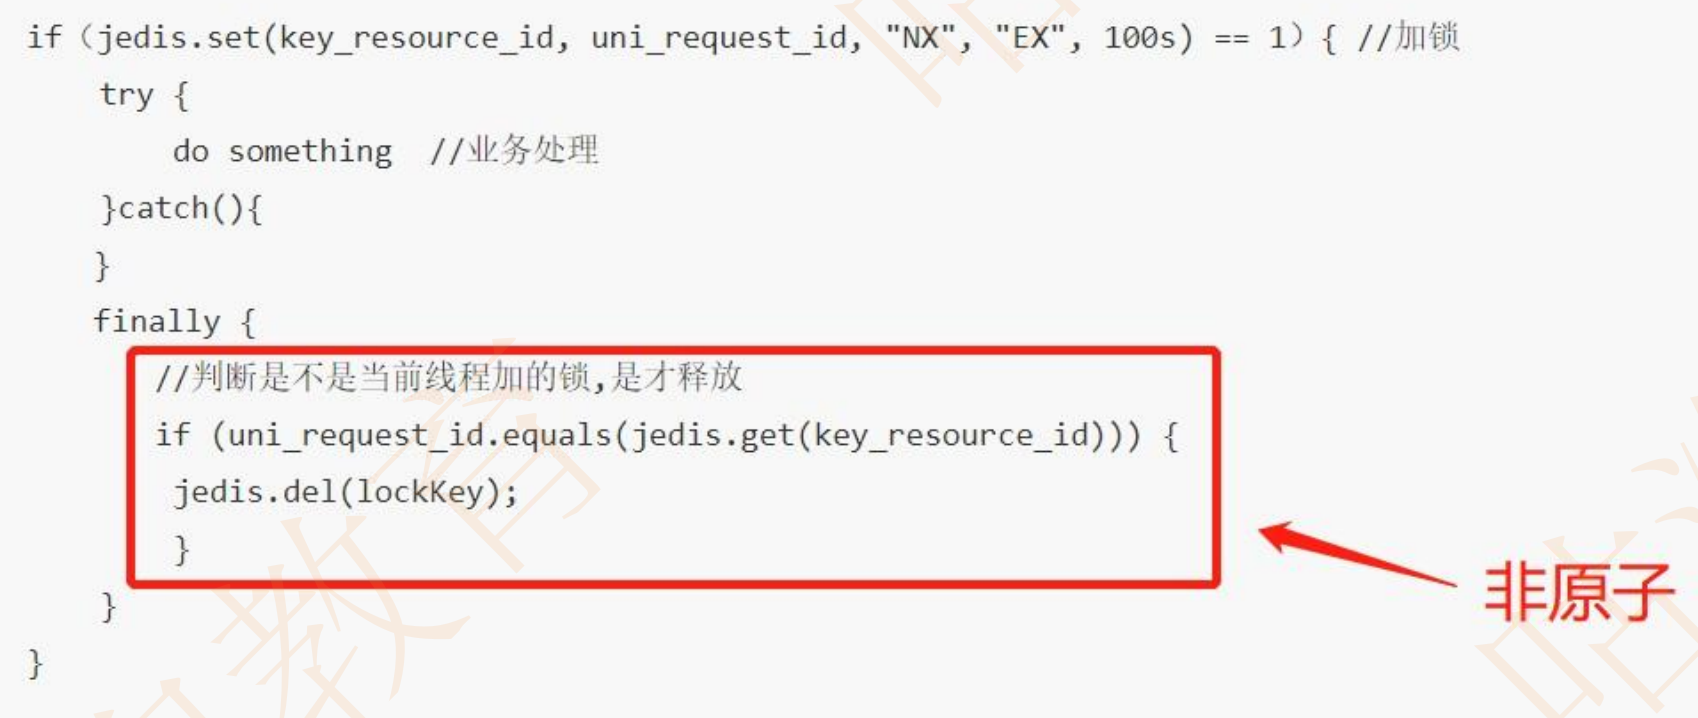 if（jedis.set(key_resource_id, uni_request_id, "NX", "EX", 100s) == 1）{ //加锁
try {
do something //业务处理
}catch(){
}
finally {
//判断是不是当前线程加的锁,是才释放
if (uni_request_id.equals(jedis.get(key_resource_id))) {
jedis.del(lockKey);
}
非原子
}
}
教育